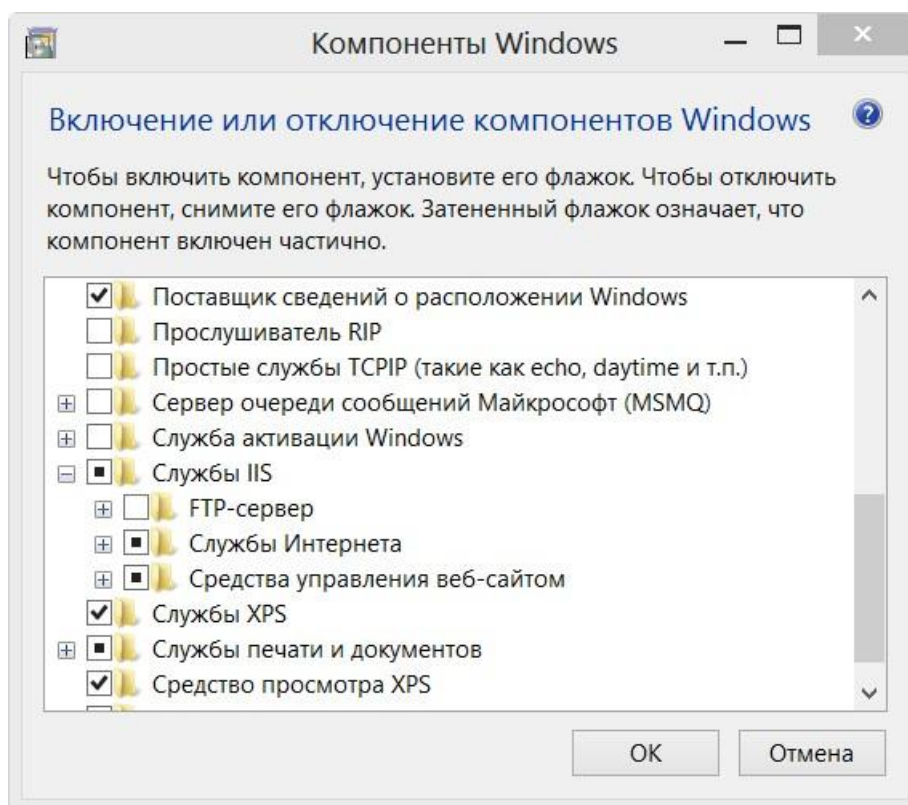 Компоненты Windows
Включение или отключение компонентов Windows
Чтобы включить компонент, установите его флажок. Чтобы отключить
компонент, снимите его флажок. Затененный флажок означает, что
компонент включен частично.
Поставщик сведений о расположении Windows
Прослушиватель RIP
Простые службы TCPIP (такие как echo, daytime и т.п.)
Сервер очереди сообщений Майкрософт (MSMQ)
Служба активации Windows
Службы IIS
FTP-сервер
Службы Интернета
Средства управления веб-сайтом
Службы XPS
Службы печати и документов
Средство просмотра XPS
ОК Отмена